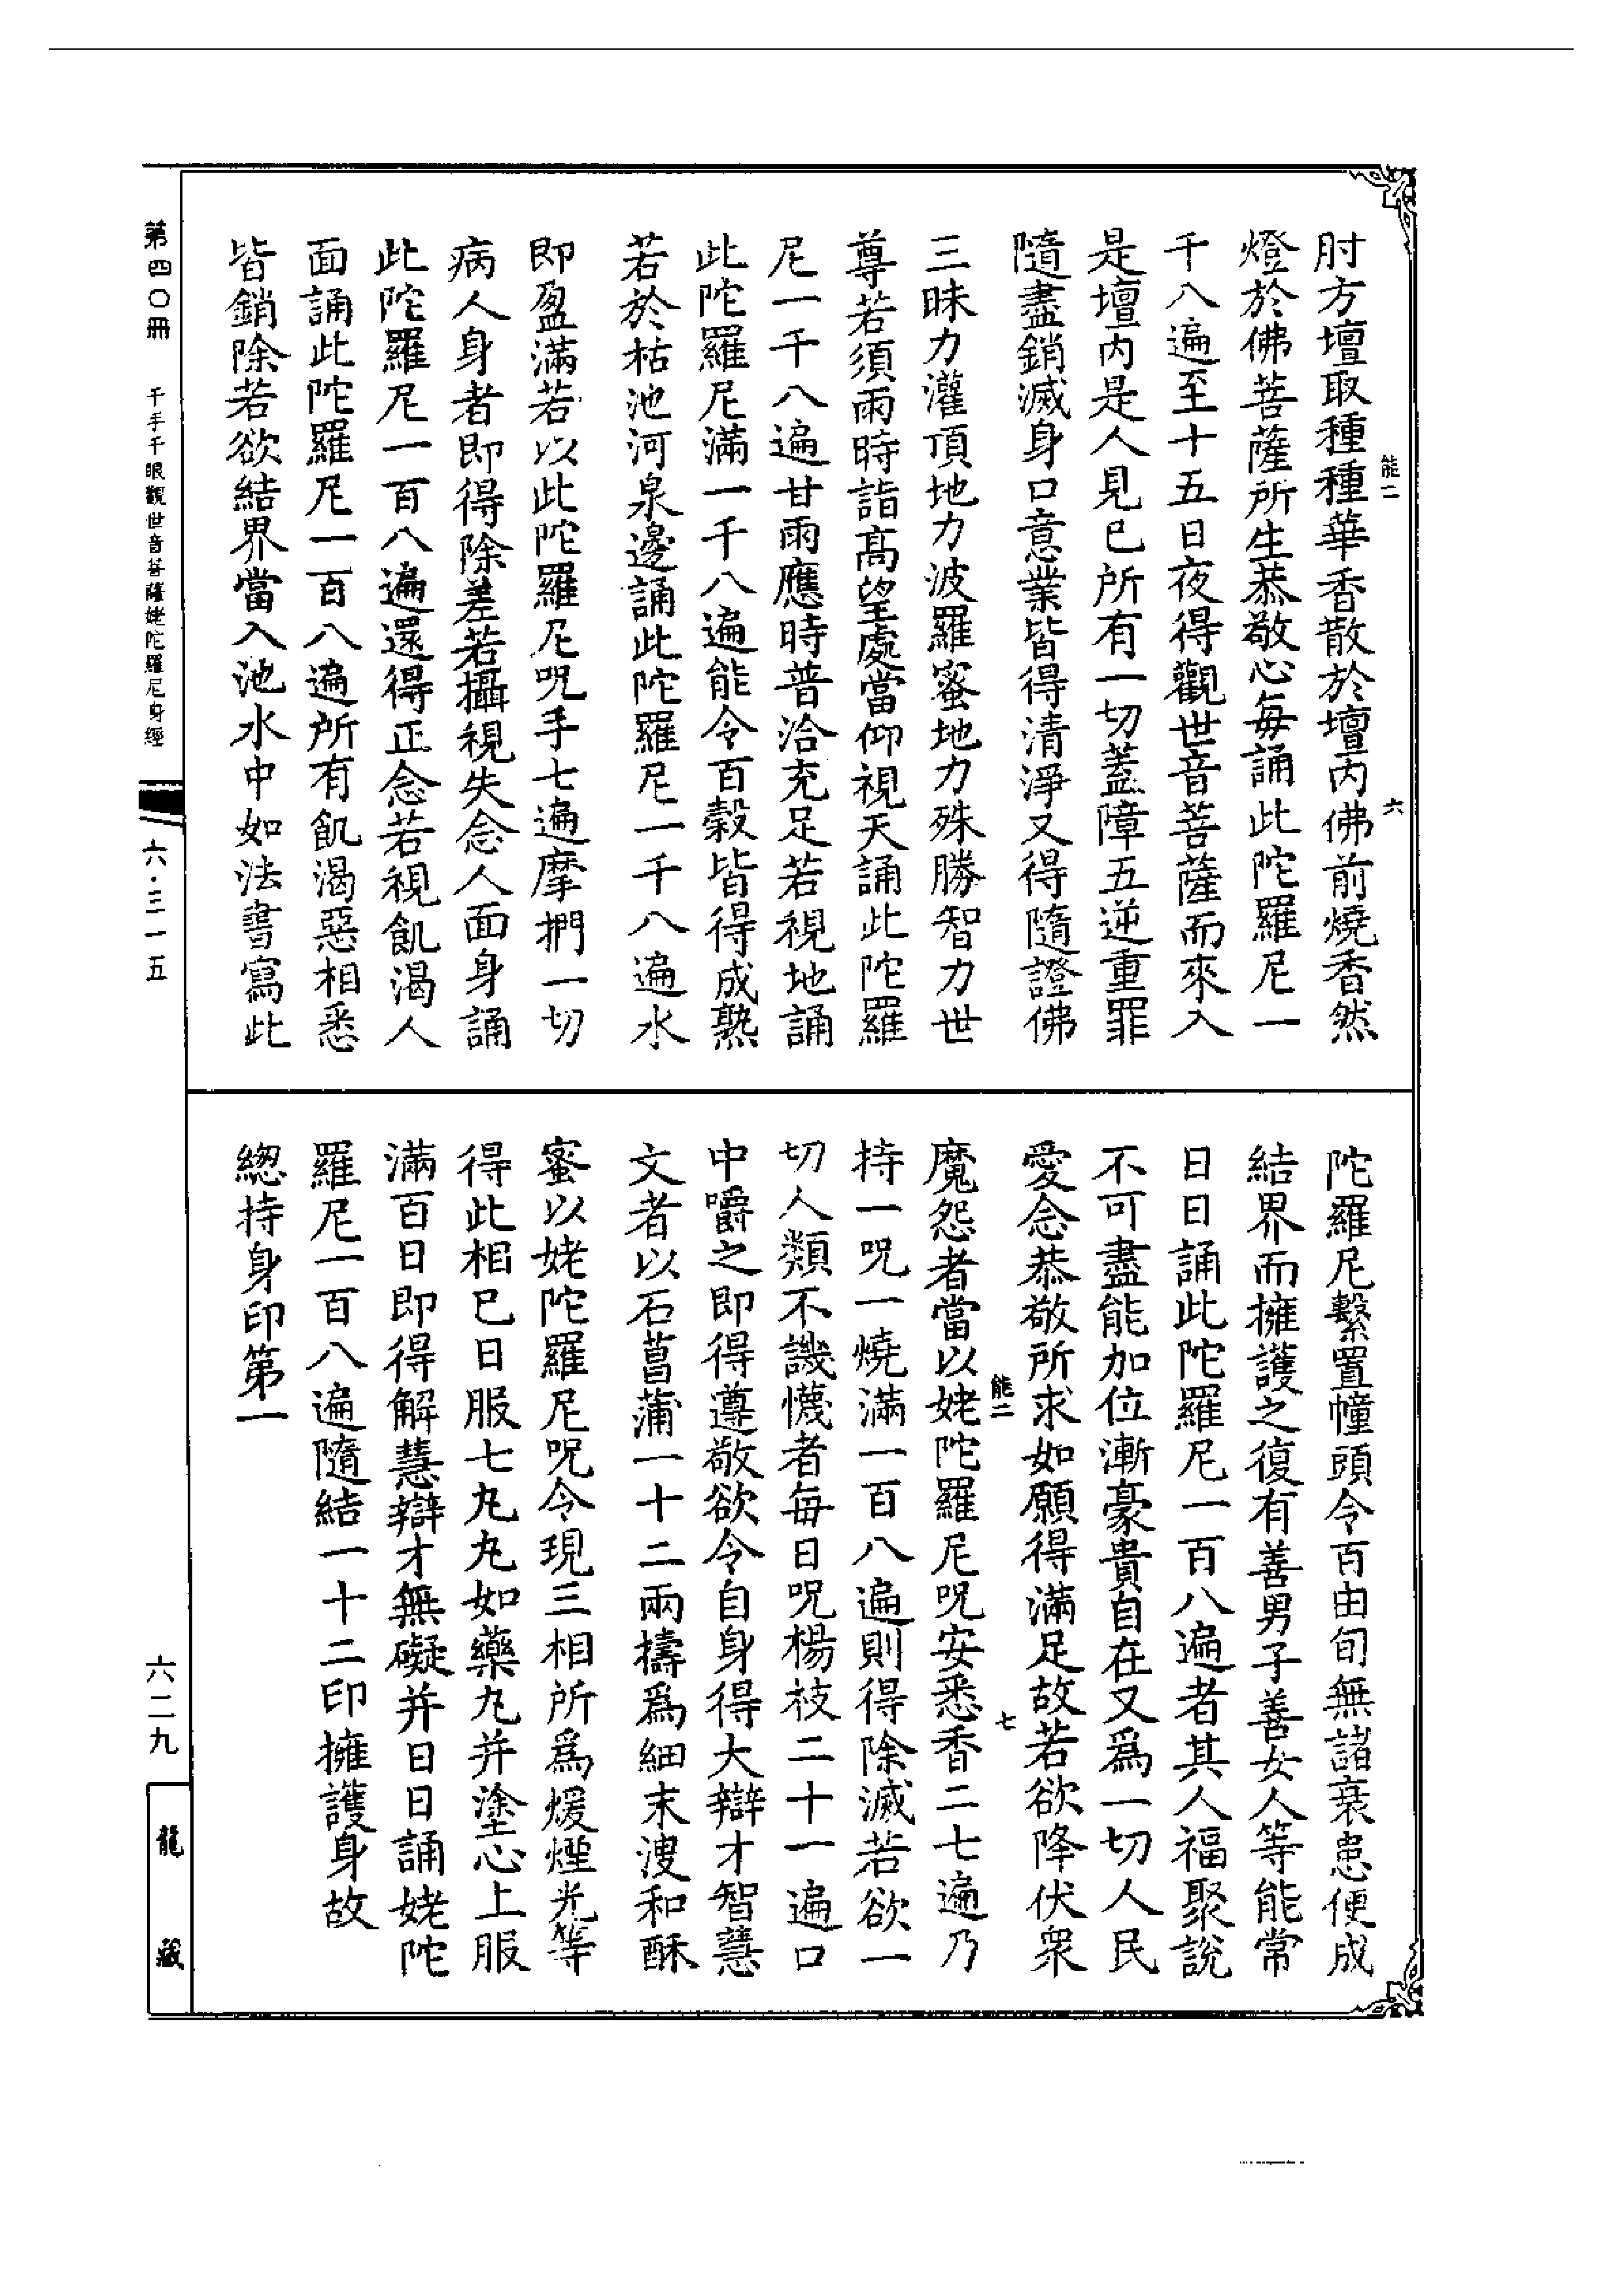 能二
六
肘方壇取種種華香散於壇內佛前燒香然
燈於佛菩薩所生恭敬心每誦此陀羅尼一
千八遍至十五日夜得觀世音菩薩而來入
是壇內是人見已所有一切蓋障五逆重罪
隨盡銷滅身口意業皆得清淨又得隨證佛
三昧力灌頂地力波羅蜜地力殊勝智力世
尊若須雨時詣高望處當仰視天誦此陀羅
尼一千八遍甘雨應時普洽充足若視地誦
此陀羅尼滿一千八遍能令百穀皆得成熟
若於枯池河泉邊誦此陀羅尼一千八遍水
即盈滿若以此陀羅尼呪手七遍摩捫一切
病人身者即得除差若攝視失念人面身誦
此陀羅尼一百八遍還得正念若視飢渴人
面誦此陀羅尼一百八遍所有飢渴惡相悉
皆銷除若欲結界當入池水中如法書寫此
陀羅尼繫置幢頭令百由旬無諸衰患便成
結界而擁護之復有善男子善女人等能常
日日誦此陀羅尼一百八遍者其人福聚說
不可盡能加位漸豪貴自在又為一切人民
愛念恭敬所求如願得滿足故若欲降伏眾
能二
七
魔怨者當以姥陀羅尼呪安悉香二七遍乃
持一呪一燒滿一百八遍則得除滅若欲一
切人類不譏懱者每日呪楊枝二十一遍口
中嚼之即得遵敬欲令自身得大辯才智慧
文者以石菖蒲一十二兩擣為細末溲和酥
蜜以姥陀羅尼呪令現三相所為煖煙光等
得此相已日服七丸丸如藥丸并塗心上服
滿百日即得解慧辯才無礙并日日誦姥陀
羅尼一百八遍隨結一十二印擁護身故
總持身印第一
第四〇冊
千手千眼觀世音菩薩姥陀羅尼身經
六·三一五
六二九
龍藏